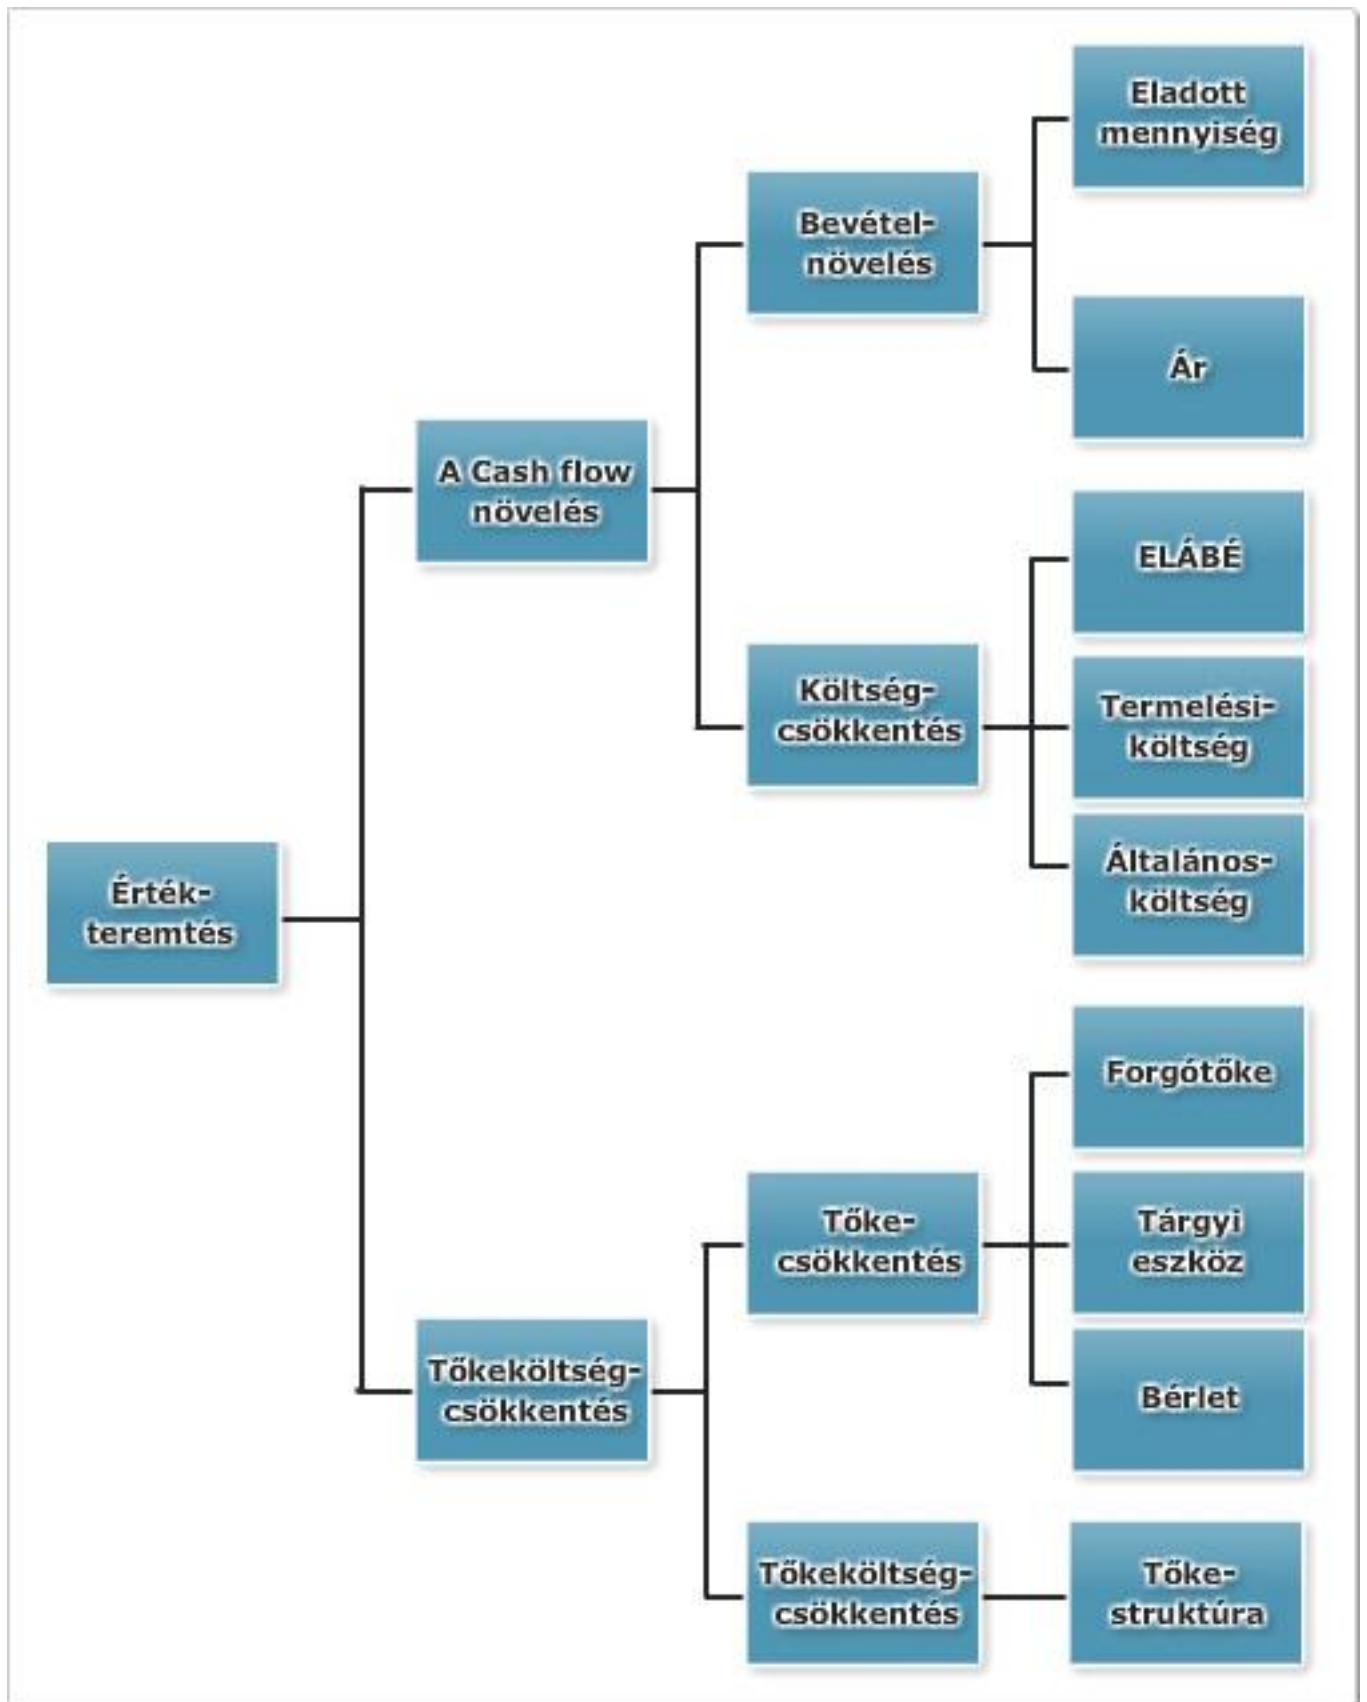 Eladott
mennyiség
Bevétel-
növelés
Ár
A Cash flow
növelés
ELÁBÉ
Költség-
csökkentés
Termelési-
költség
Általános-
költség
Érték-
teremtés
Forgótőke
Tőke-
csökkentés
Tárgyi
eszköz
Tőkeköltség-
csökkentés
Bérlet
Tőkeköltség-
csökkentés
Tőke-
struktúra